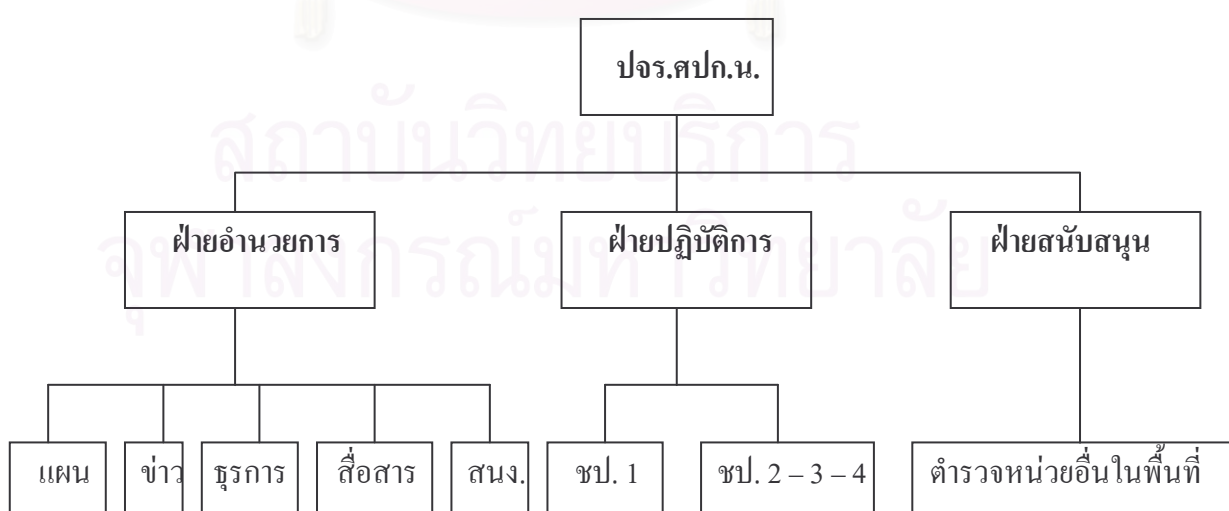 ปจร.ศปก.น.
สถาบันวิทยบริการ
จุฬาลงกรณ์มหาวิทยาลัย
ฝ่ายอำนวยการ
ฝ่ายปฏิบัติการ
ฝ่ายสนับสนุน
แผน
ข่าว
ธุรการ
สื่อสาร
สนง.
ชป. 1
ชป. 2 – 3 – 4
ตำรวจหน่วยอื่นในพื้นที่